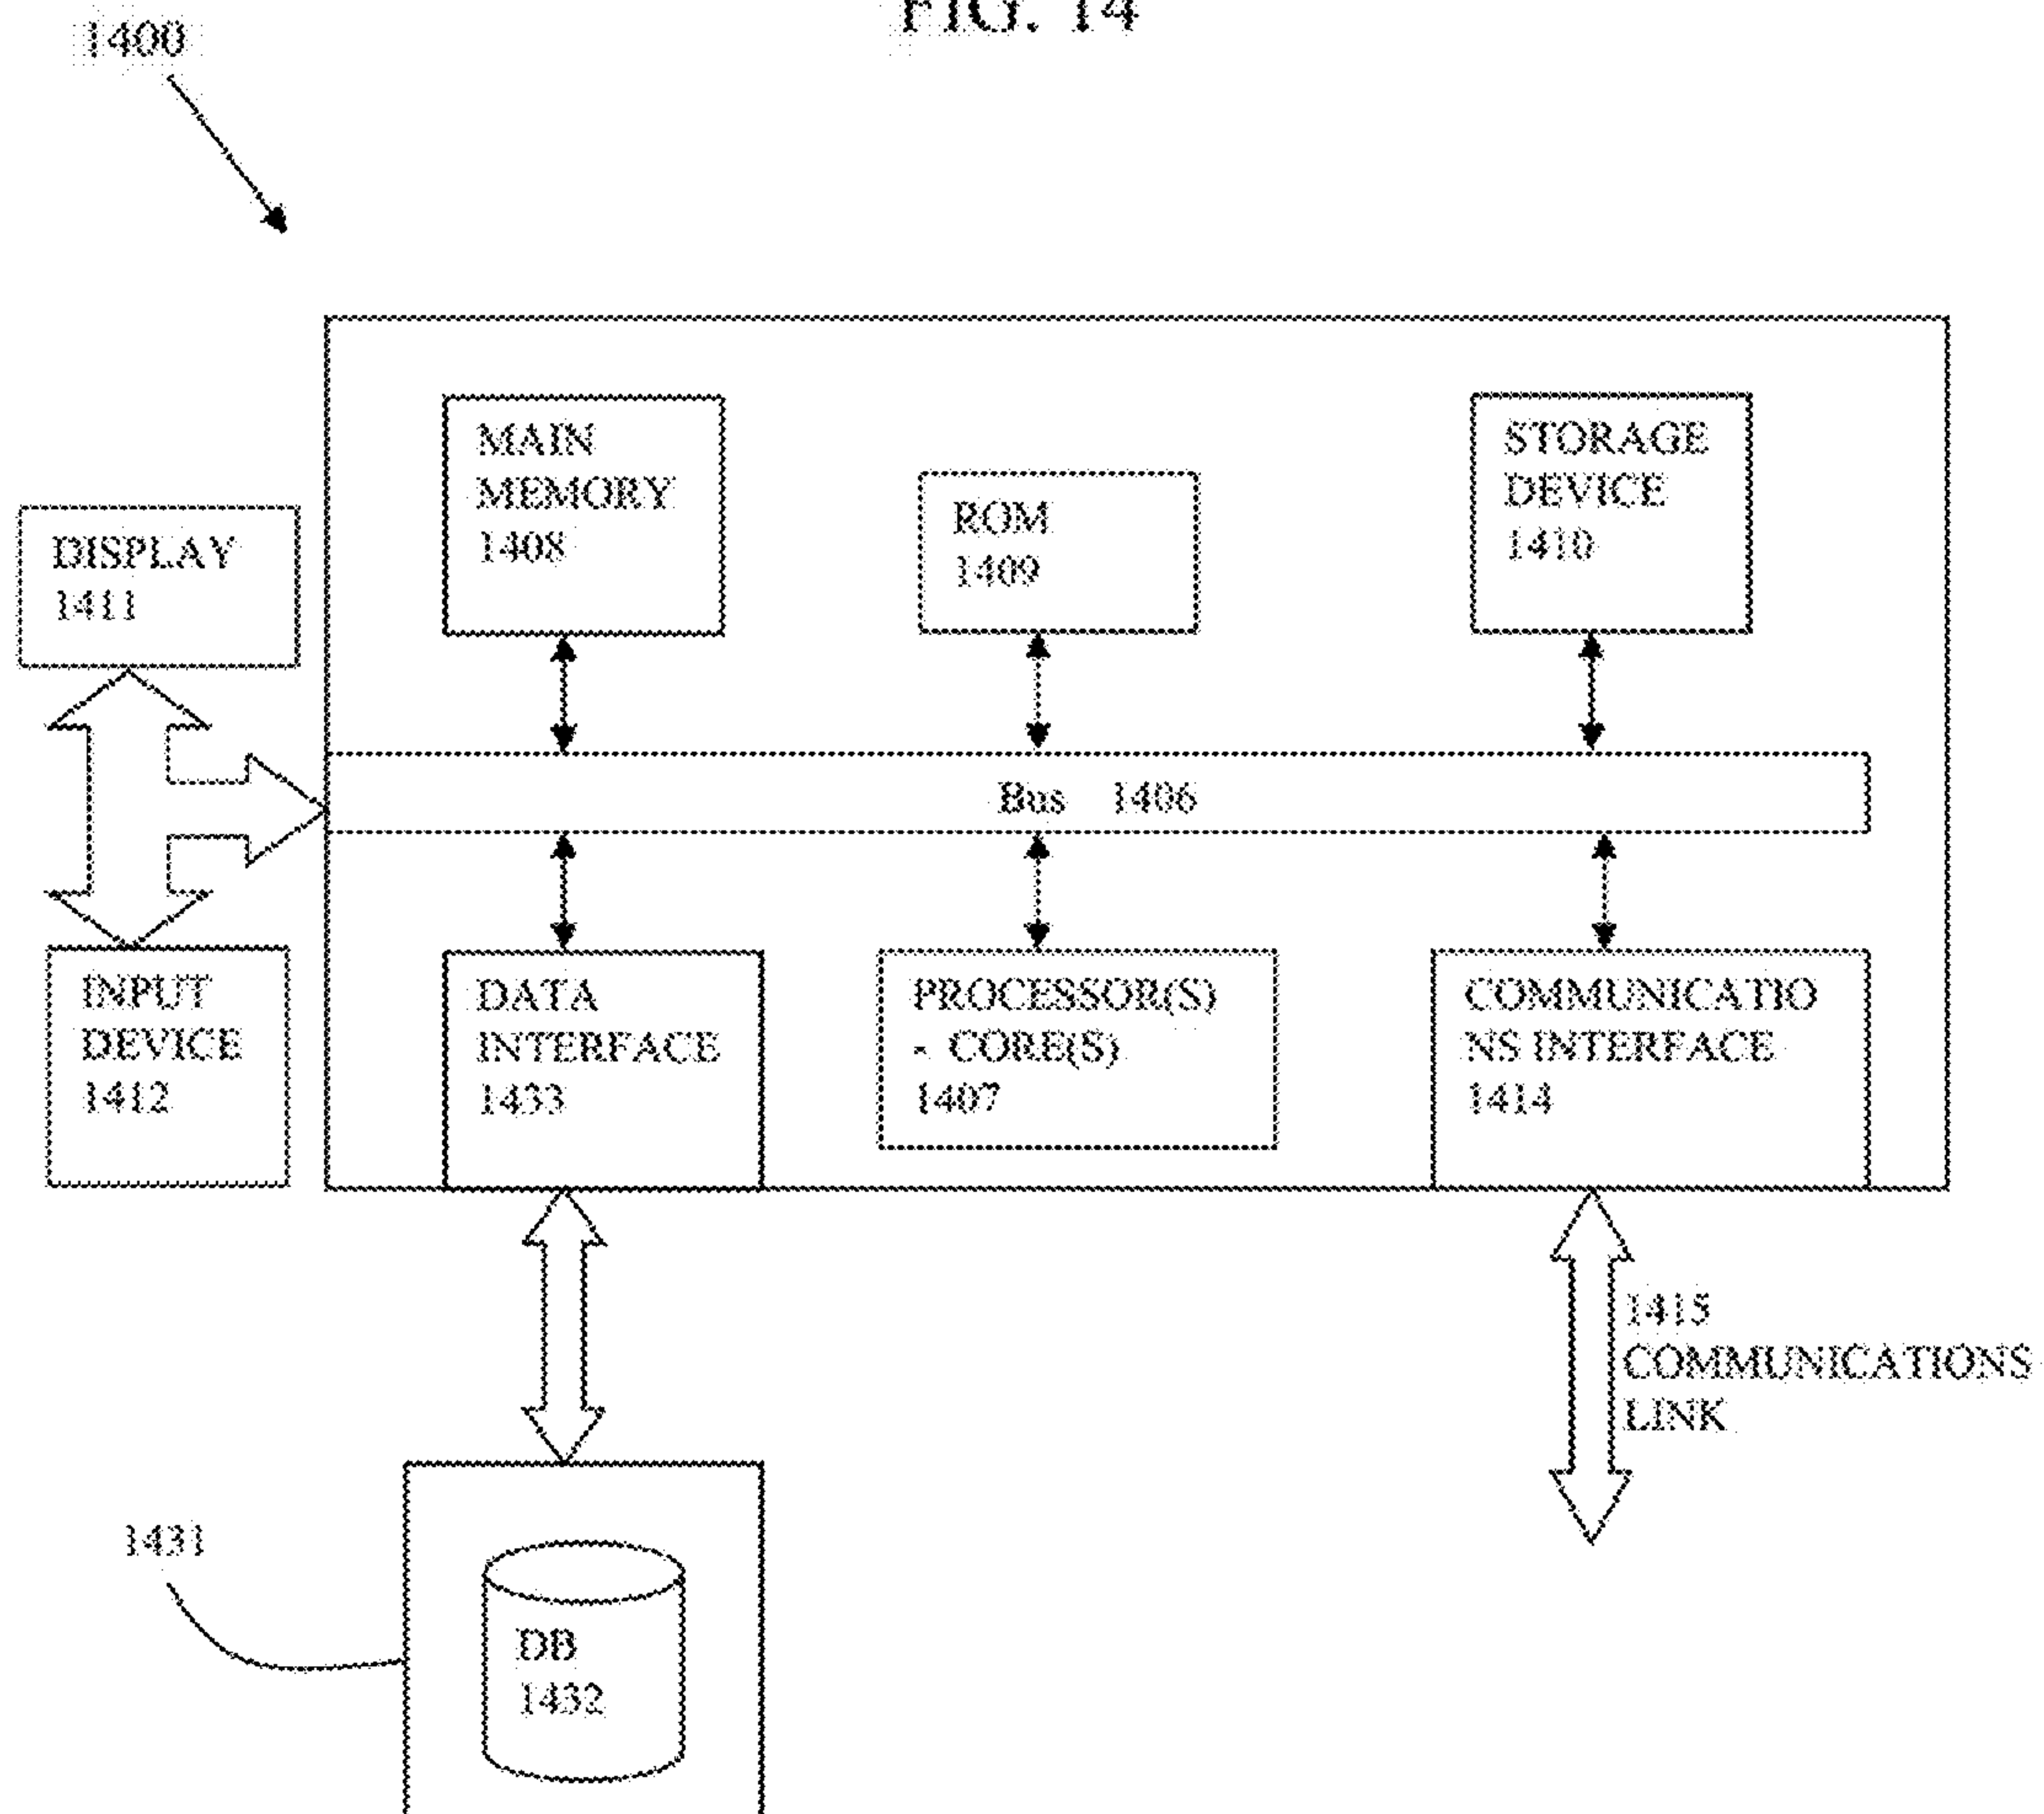 FIG. 14
1400
MAIN
MEMORY
1408
ROM
1409
STORAGE
DEVICE
1410
DISPLAY
1411
Bus 1406
INPUT
DEVICE
1412
DATA
INTERFACE
1433
PROCESSOR(S)
- CORE(S)
1407
COMMUNICATIO
NS INTERFACE
1414
1415
COMMUNICATIONS
LINK
1431
DB
1432